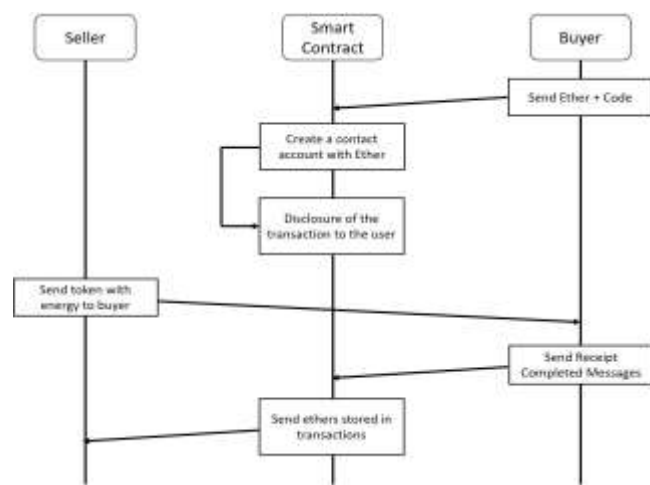 Seller
Smart
Contract
Buyer
Send Ether + Code
Create a contact
account with Ether
Disclosure of the
transaction to the user
Send token with
energy to buyer
Send Receipt
Completed Messages
Send ethers stored in
transactions